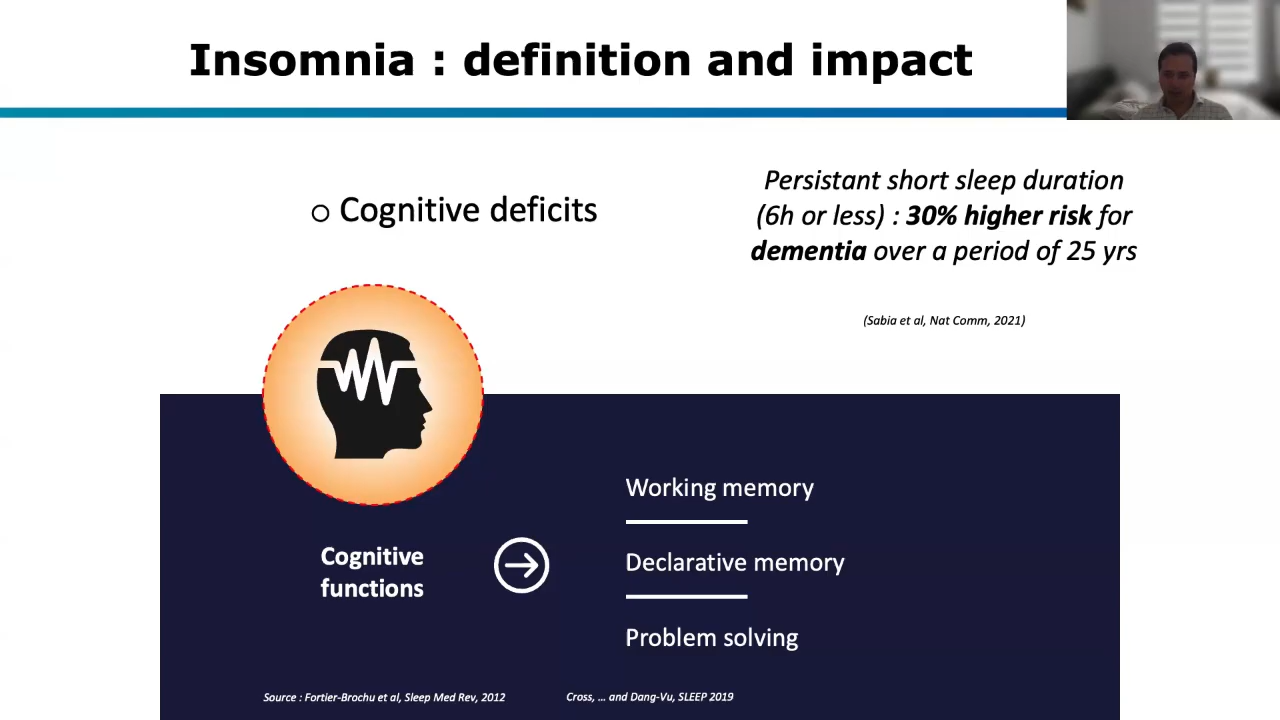 Insomnia : definition and impact
○ Cognitive deficits
Persistant short sleep duration
(6h or less) : 30% higher risk for
dementia over a period of 25 yrs
(Sabia et al, Nat Comm, 2021)
Cognitive
functions
Working memory
Declarative memory
Problem solving
Source : Fortier-Brochu et al, Sleep Med Rev, 2012
Cross, ... and Dang-Vu, SLEEP 2019